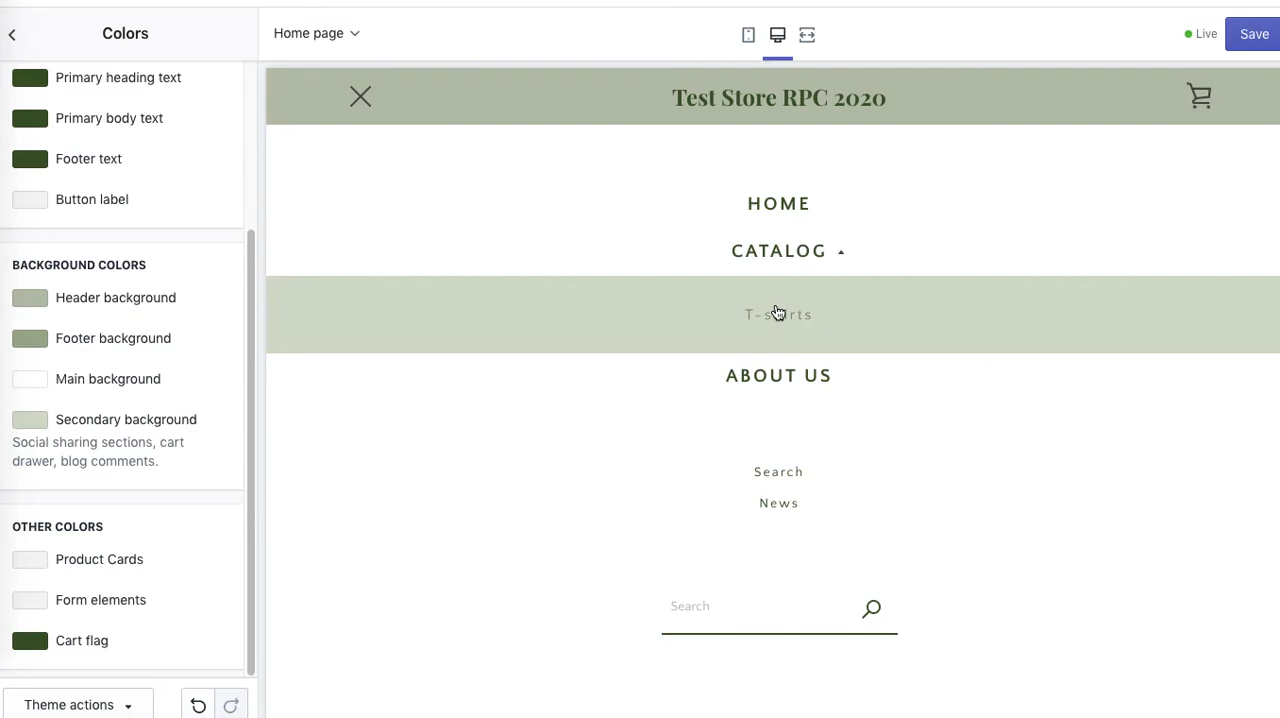 Colors
Home page
Live
Save
Primary heading text
Primary body text
Footer text
Button label
BACKGROUND COLORS
Header background
Footer background
Main background
Secondary background
Social sharing sections, cart
drawer, blog comments.
OTHER COLORS
Product Cards
Form elements
Cart flag
Theme actions
Test Store RPC 2020
HOME
CATALOG
T-shirts
ABOUT US
Search
News
Search